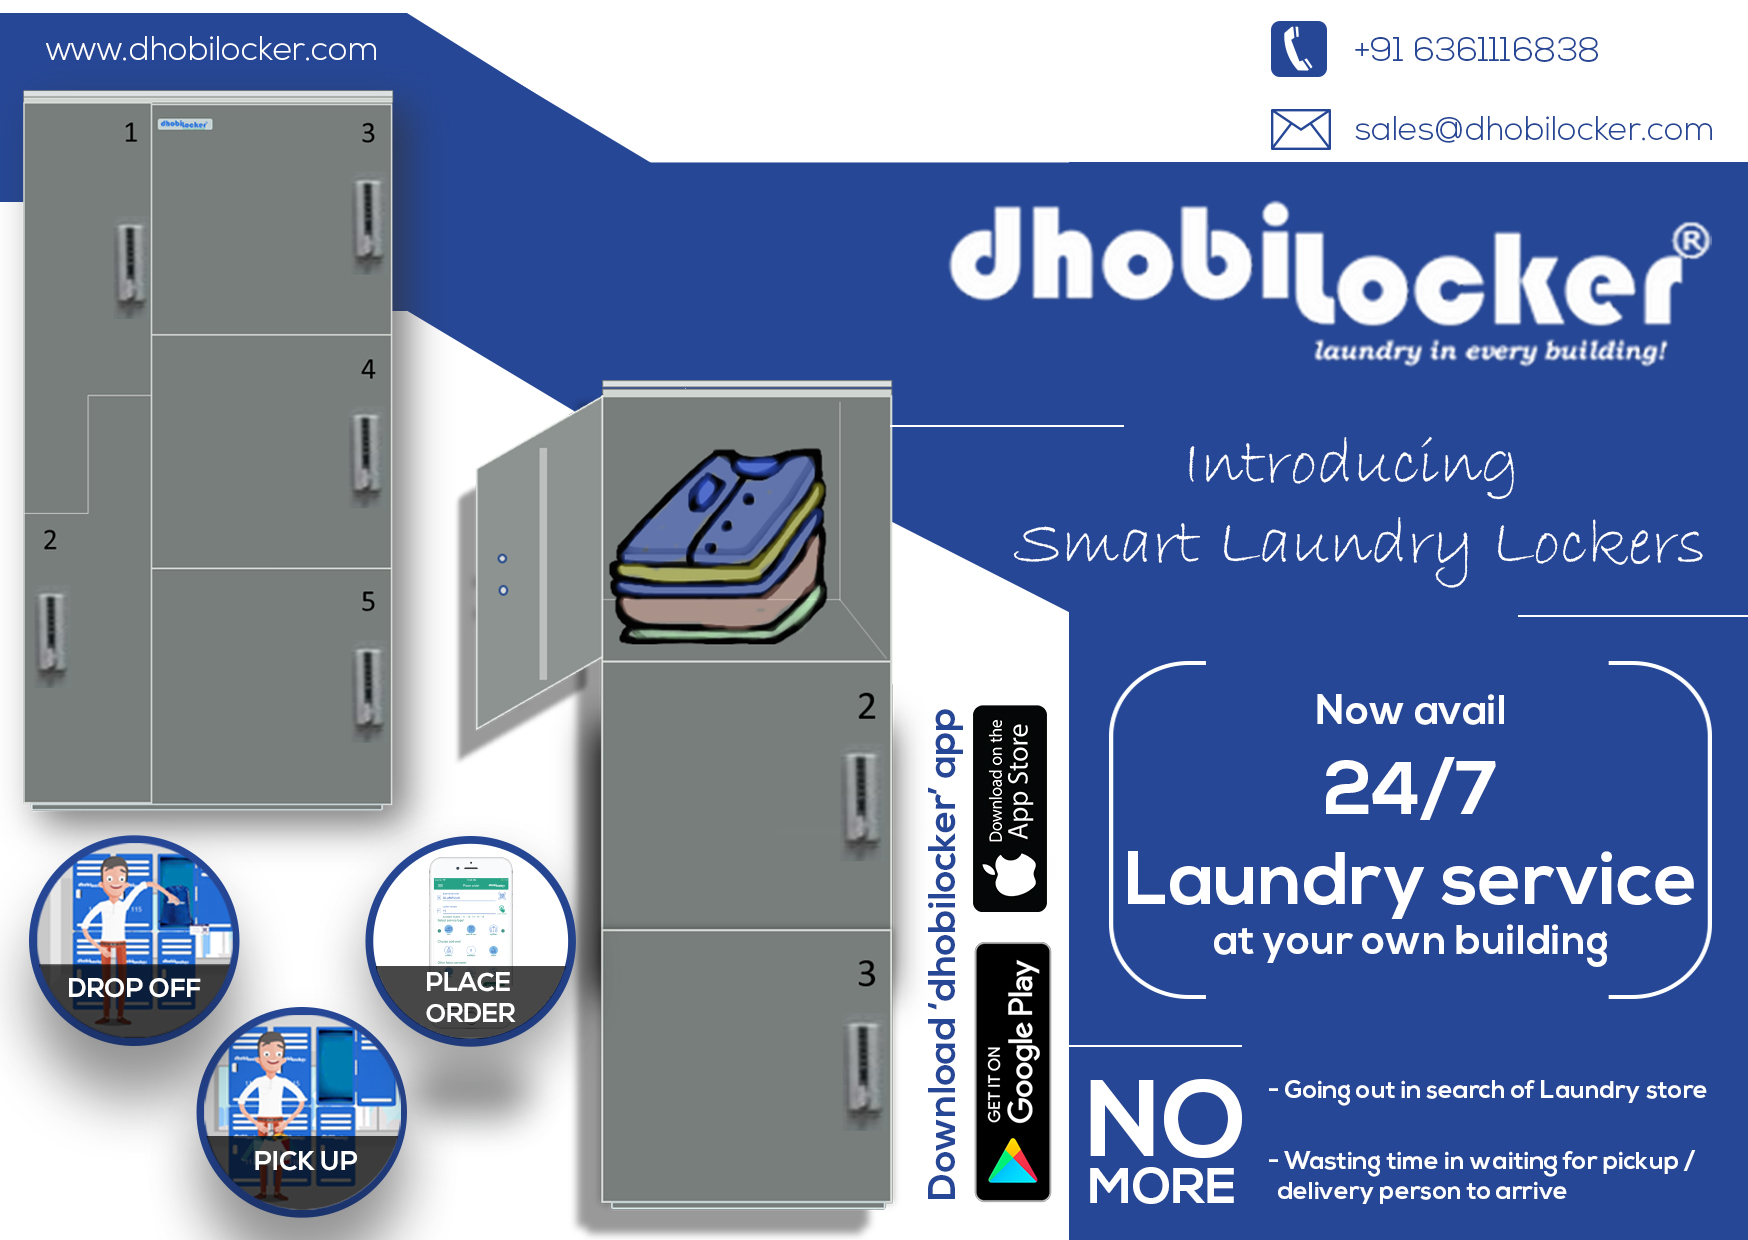 www.dhobilocker.com
+91 6361116838
sales@dhobilocker.com
dhobiLocker®
laundry in every building!
Introducing
Smart Laundry Lockers
Now avail
24/7
Laundry service
at your own building
NO
MORE
- Going out in search of Laundry store
- Wasting time in waiting for pickup /
delivery person to arrive
1
dhobiLocker
3
4
2
5
2
3
DROP OFF
PLACE
ORDER
PICK UP
Download 'dhobilocker' app
Download on the
App Store
GET IT ON
Google Play